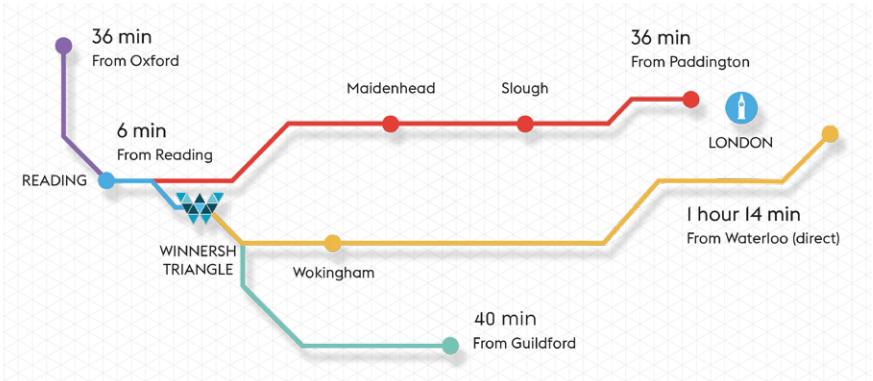 36 min
From Oxford
36 min
From Paddington
Maidenhead
Slough
6 min
From Reading
LONDON
READING
1 hour 14 min
From Waterloo (direct)
WINNERSH
TRIANGLE
Wokingham
40 min
From Guildford